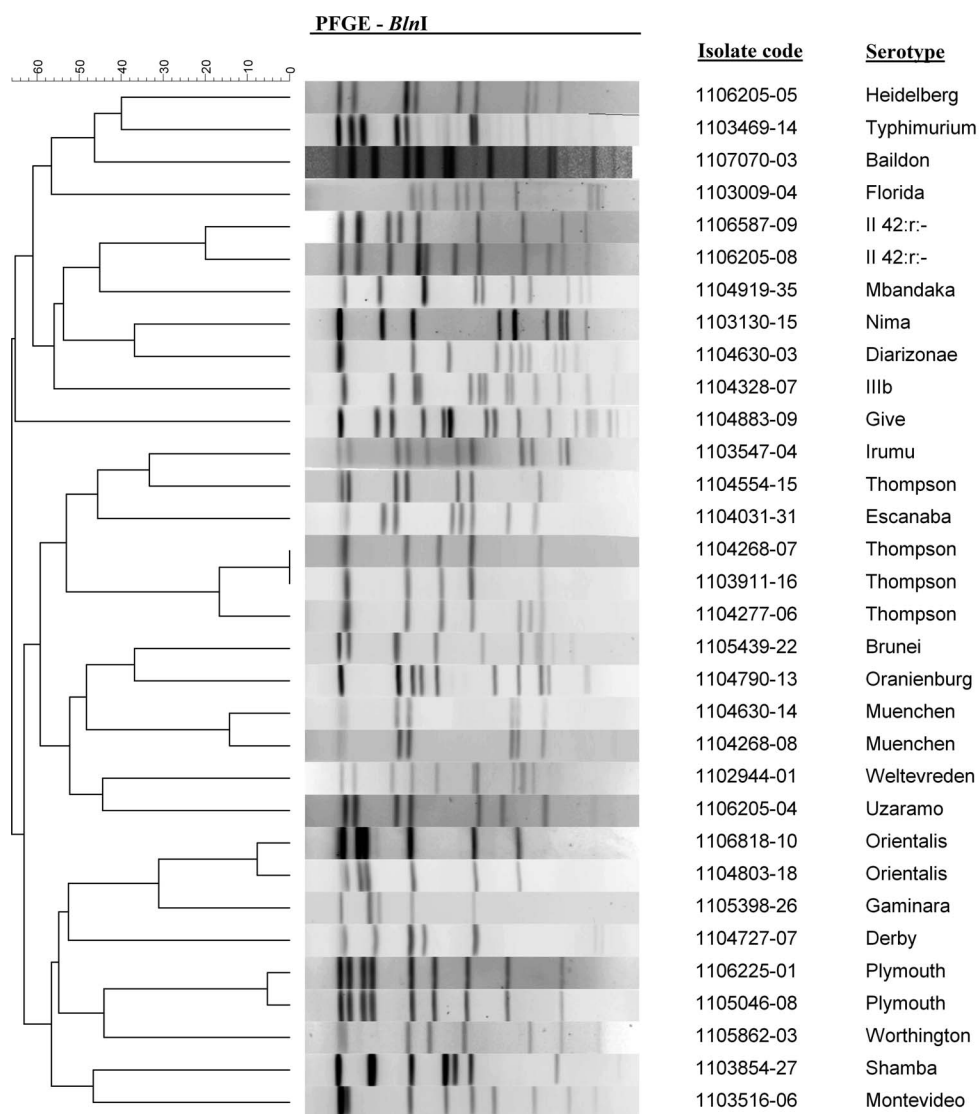 PFGE - BlnI
Isolate code Serotype
60 50 40 30 20 10 0
1106205-05 Heidelberg
1103469-14 Typhimurium
1107070-03 Baildon
1103009-04 Florida
1106587-09 II 42:r:-
1106205-08 II 42:r:-
1104919-35 Mbandaka
1103130-15 Nima
1104630-03 Diarizonae
1104328-07 IIIb
1104883-09 Give
1103547-04 Irumu
1104554-15 Thompson
1104031-31 Escanaba
1104268-07 Thompson
1103911-16 Thompson
1104277-06 Thompson
1105439-22 Brunei
1104790-13 Oranienburg
1104630-14 Muenchen
1104268-08 Muenchen
1102944-01 Weltevreden
1106205-04 Uzaramo
1106818-10 Orientalis
1104803-18 Orientalis
1105398-26 Gaminara
1104727-07 Derby
1106225-01 Plymouth
1105046-08 Plymouth
1105862-03 Worthington
1103854-27 Shamba
1103516-06 Montevideo